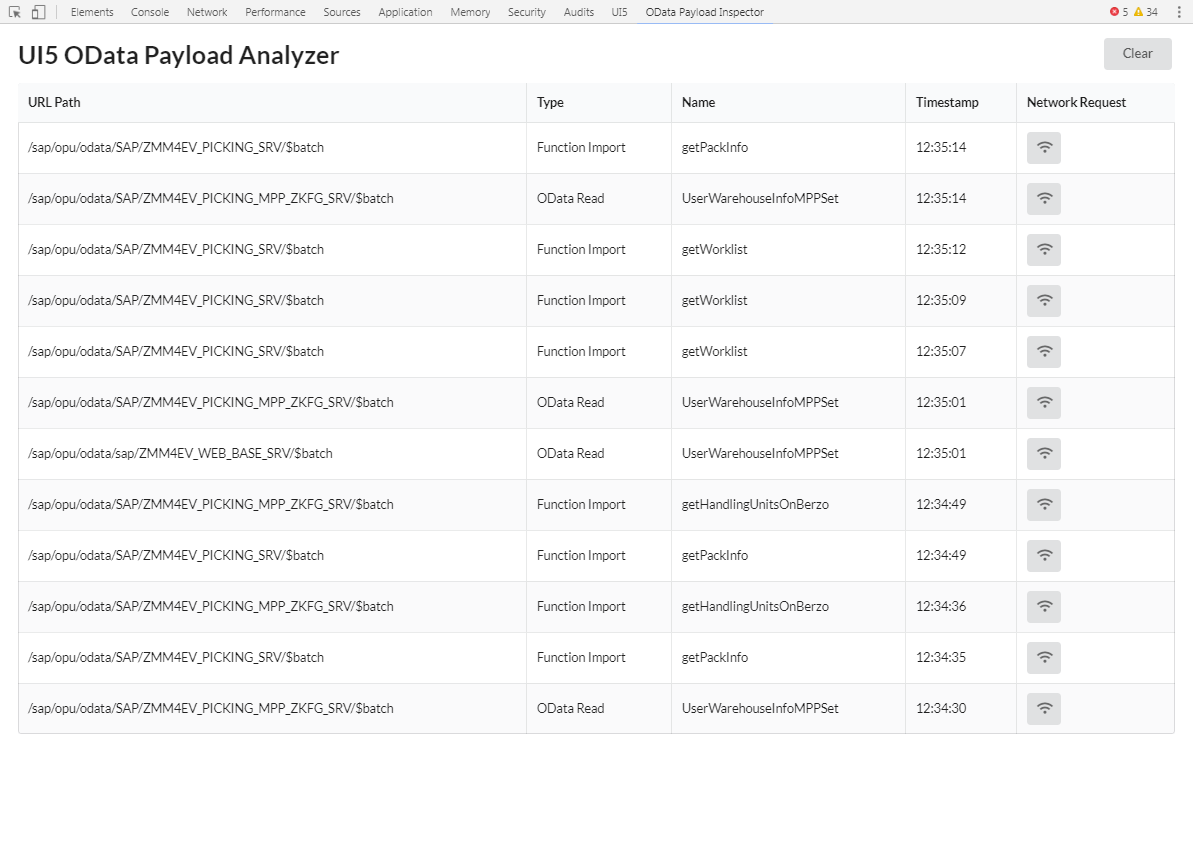 Elements Console Network Performance Sources Application Memory Security Audits UI5 OData Payload Inspector 5 34
UI5 OData Payload Analyzer Clear
URL Path Type Name Timestamp Network Request
/sap/opu/odata/SAP/ZMM4EV_PICKING_SRV/$batch Function Import getPackInfo 12:35:14
/sap/opu/odata/SAP/ZMM4EV_PICKING_MPP_ZKFG_SRV/$batch OData Read UserWarehouseInfoMPPSet 12:35:14
/sap/opu/odata/SAP/ZMM4EV_PICKING_SRV/$batch Function Import getWorklist 12:35:12
/sap/opu/odata/SAP/ZMM4EV_PICKING_SRV/$batch Function Import getWorklist 12:35:09
/sap/opu/odata/SAP/ZMM4EV_PICKING_SRV/$batch Function Import getWorklist 12:35:07
/sap/opu/odata/SAP/ZMM4EV_PICKING_MPP_ZKFG_SRV/$batch OData Read UserWarehouseInfoMPPSet 12:35:01
/sap/opu/odata/sap/ZMM4EV_WEB_BASE_SRV/$batch OData Read UserWarehouseInfoMPPSet 12:35:01
/sap/opu/odata/SAP/ZMM4EV_PICKING_MPP_ZKFG_SRV/$batch Function Import getHandlingUnitsOnBerzo 12:34:49
/sap/opu/odata/SAP/ZMM4EV_PICKING_SRV/$batch Function Import getPackInfo 12:34:49
/sap/opu/odata/SAP/ZMM4EV_PICKING_MPP_ZKFG_SRV/$batch Function Import getHandlingUnitsOnBerzo 12:34:36
/sap/opu/odata/SAP/ZMM4EV_PICKING_SRV/$batch Function Import getPackInfo 12:34:35
/sap/opu/odata/SAP/ZMM4EV_PICKING_MPP_ZKFG_SRV/$batch OData Read UserWarehouseInfoMPPSet 12:34:30